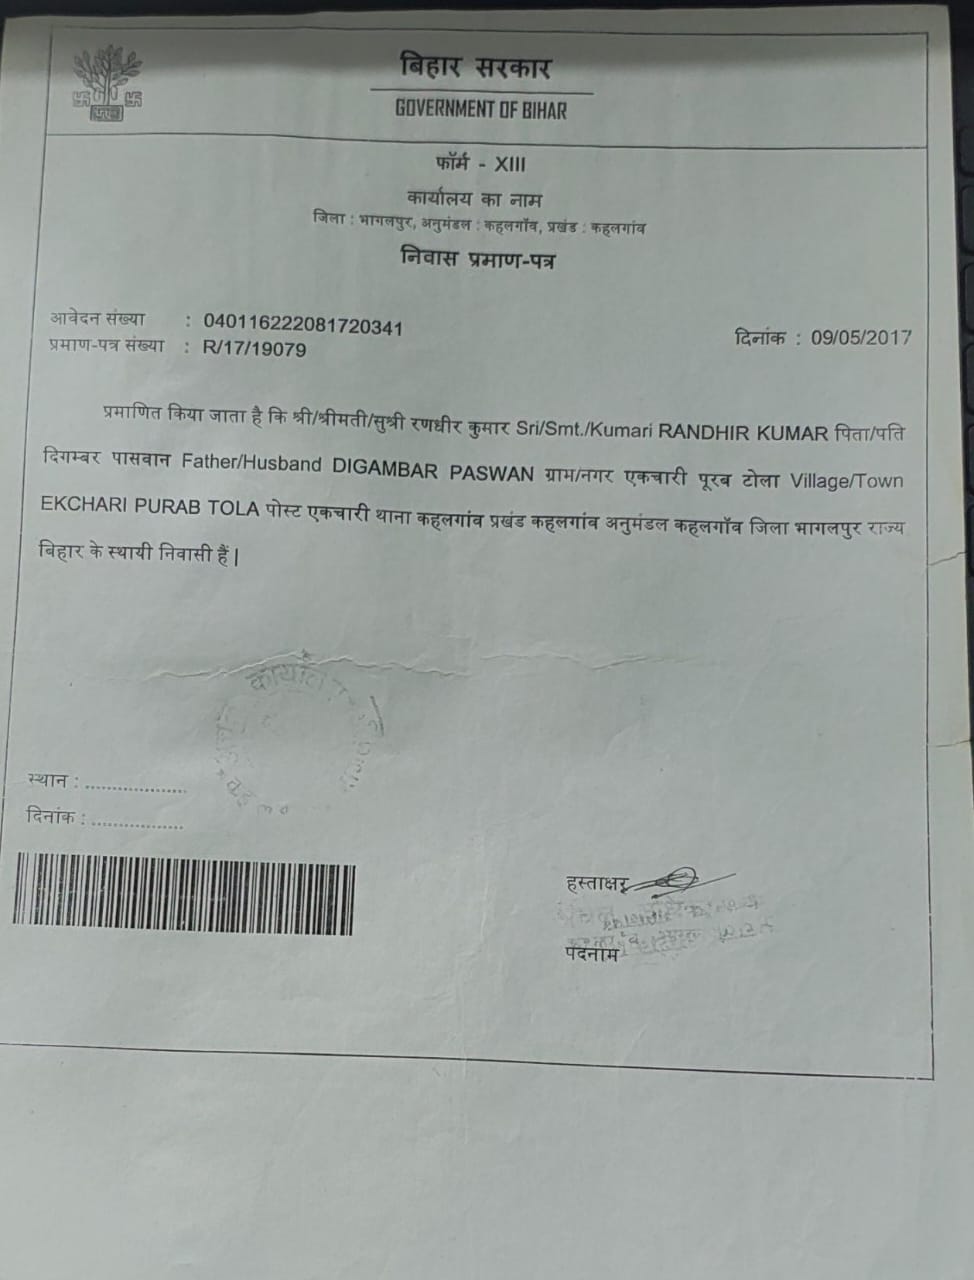 बिहार सरकार
GOVERNMENT OF BIHAR
फॉर्म - XIII
कार्यालय का नाम
जिला : भागलपुर, अनुमंडल : कहलगॉव, प्रखंड : कहलगांव
निवास प्रमाण-पत्र
आवेदन संख्या : 040116222081720341
दिनांक : 09/05/2017
प्रमाण-पत्र संख्या : R/17/19079
प्रमाणित किया जाता है कि श्री/श्रीमती/सुश्री रणधीर कुमार Sri/Smt./Kumari RANDHIR KUMAR पिता/पति
दिगम्बर पासवान Father/Husband DIGAMBAR PASWAN ग्राम/नगर एकचारी पूरब टोला Village/Town
EKCHARI PURAB TOLA पोस्ट एकचारी थाना कहलगांव प्रखंड कहलगांव अनुमंडल कहलगॉव जिला भागलपुर राज्य
बिहार के स्थायी निवासी हैं |
स्थान : ...................
दिनांक : .................
हस्ताक्षर
पदनाम